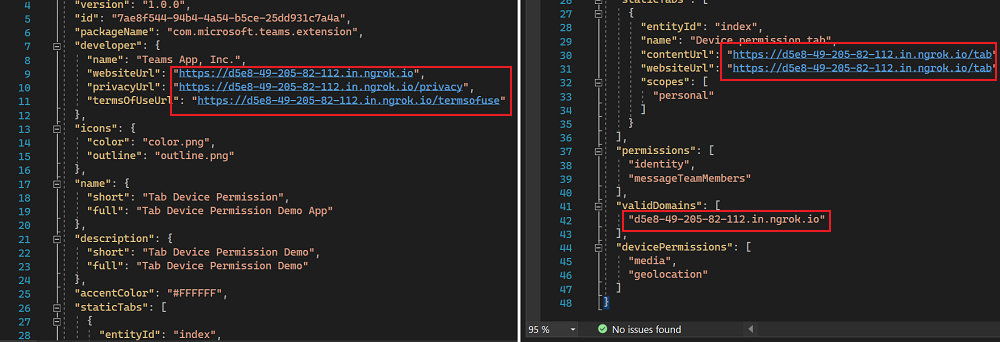 4 "version": "1.0.0",
5 "id": "7ae8f544-94b4-4a54-b5ce-25dd931c7a4a",
6 "packageName": "com.microsoft.teams.extension",
7 "developer": {
8 "name": "Teams App, Inc.",
9 "websiteUrl": "https://d5e8-49-205-82-112.in.ngrok.io",
10 "privacyUrl": "https://d5e8-49-205-82-112.in.ngrok.io/privacy",
11 "termsOfUseUrl": "https://d5e8-49-205-82-112.in.ngrok.io/termsofuse"
12 },
13 "icons": {
14 "color": "color.png",
15 "outline": "outline.png"
16 },
17 "name": {
18 "short": "Tab Device Permission",
19 "full": "Tab Device Permission Demo App"
20 },
21 "description": {
22 "short": "Tab Device Permission Demo",
23 "full": "Tab Device Permission Demo"
24 },
25 "accentColor": "#FFFFFF",
26 "staticTabs": [
27 {
28 "entityId": "index",
26 "staticTabs": [
27 {
28 "entityId": "index",
29 "name": "Device permission tab",
30 "contentUrl": "https://d5e8-49-205-82-112.in.ngrok.io/tab"
31 "websiteUrl": "https://d5e8-49-205-82-112.in.ngrok.io/tab"
32 "scopes": [
33 "personal"
34 ]
35 }
36 ],
37 "permissions": [
38 "identity",
39 "messageTeamMembers"
40 ],
41 "validDomains": [
42 "d5e8-49-205-82-112.in.ngrok.io"
43 ],
44 "devicePermissions": [
45 "media",
46 "geolocation"
47 ]
48 }
95 % No issues found